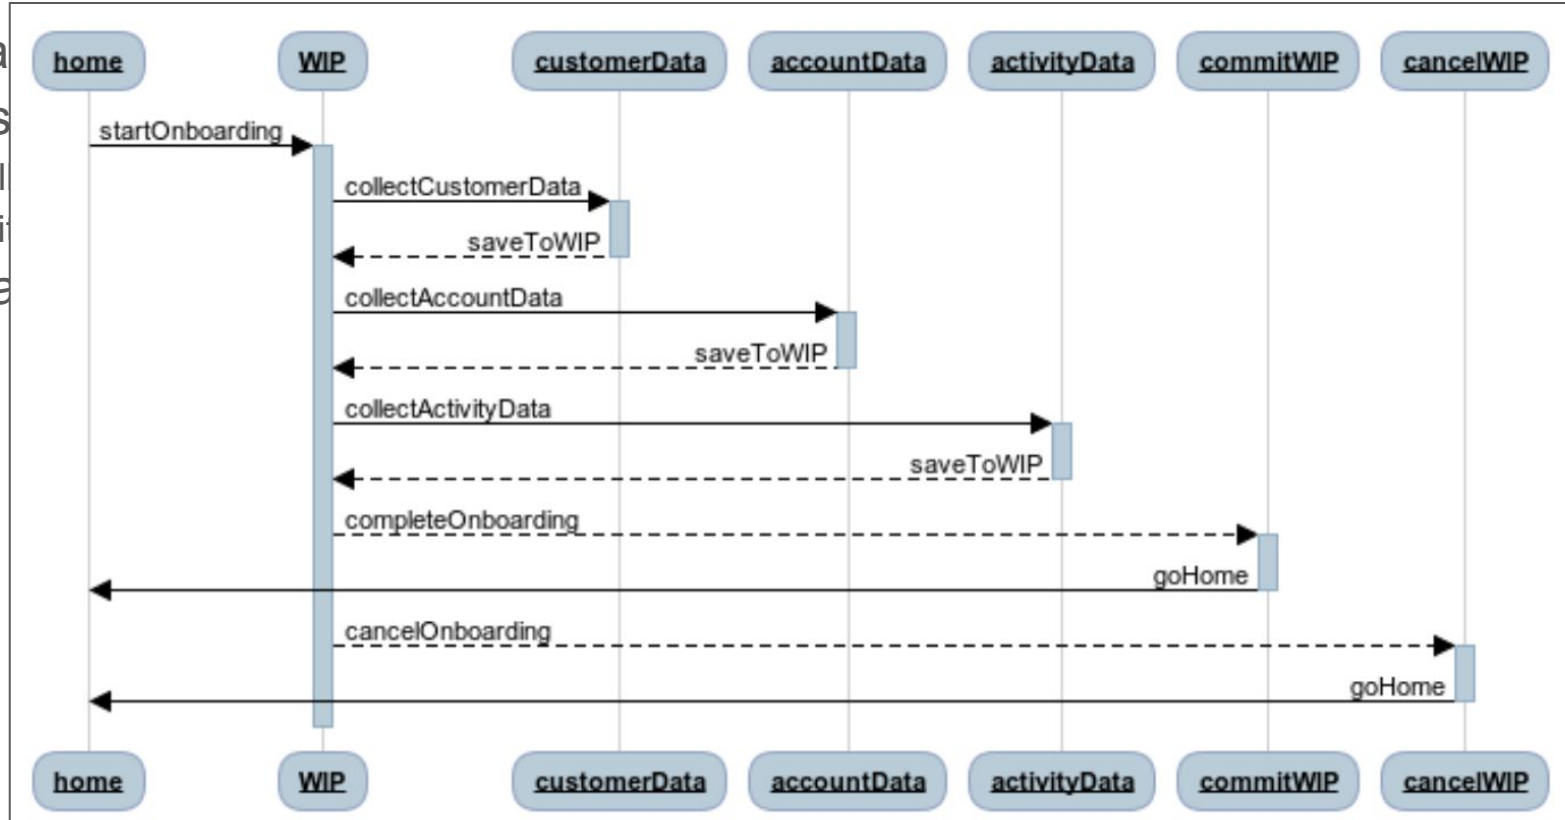 home WIP customerData accountData activityData commitWIP cancelWIP
startOnboarding
collectCustomerData
saveToWIP
collectAccountData
saveToWIP
collectActivityData
saveToWIP
completeOnboarding
goHome
cancelOnboarding
goHome
home WIP customerData accountData activityData commitWIP cancelWIP